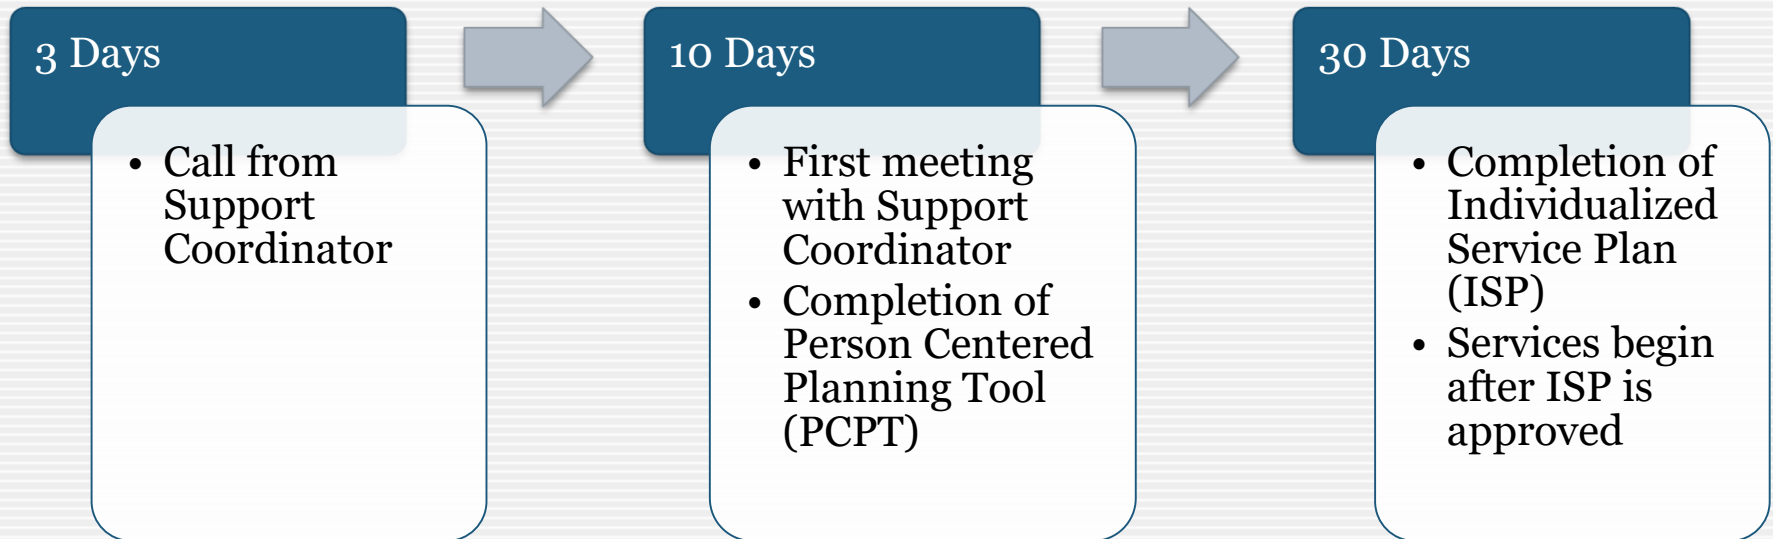 3 Days
• Call from
Support
Coordinator
10 Days
• First meeting
with Support
Coordinator
• Completion of
Person Centered
Planning Tool
(PCPT)
30 Days
• Completion of
Individualized
Service Plan
(ISP)
• Services begin
after ISP is
approved